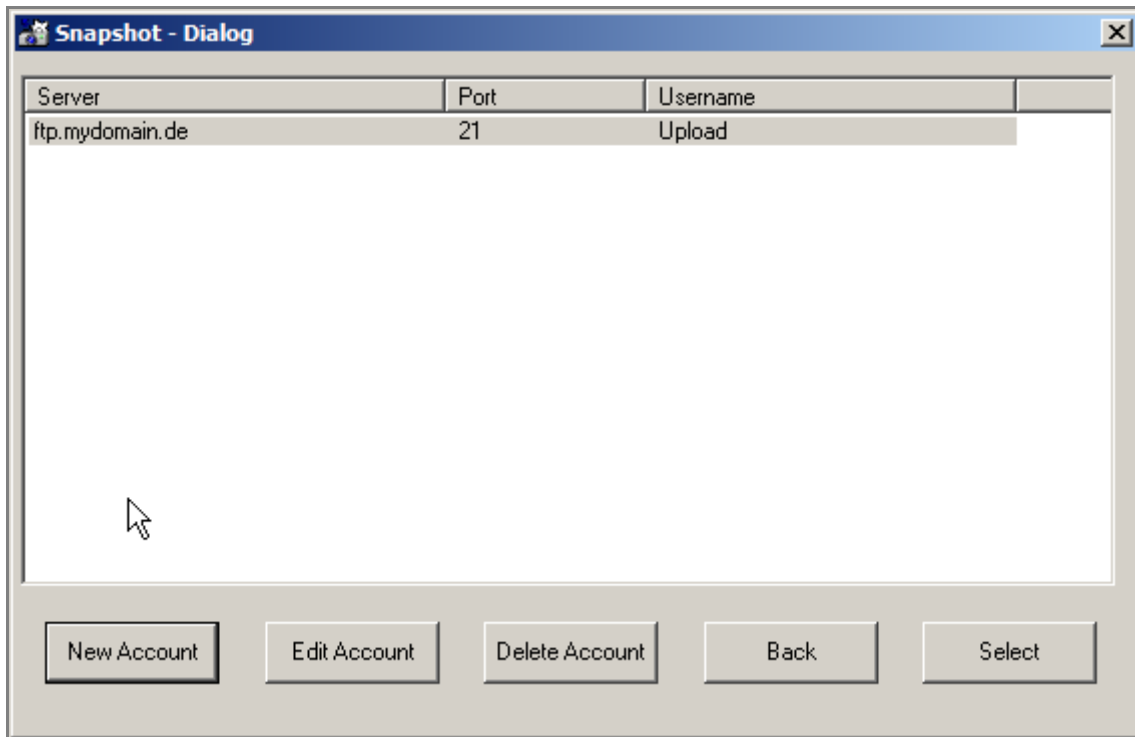 Snapshot - Dialog
Server Port Username
ftp.mydomain.de 21 Upload
New Account Edit Account Delete Account Back Select